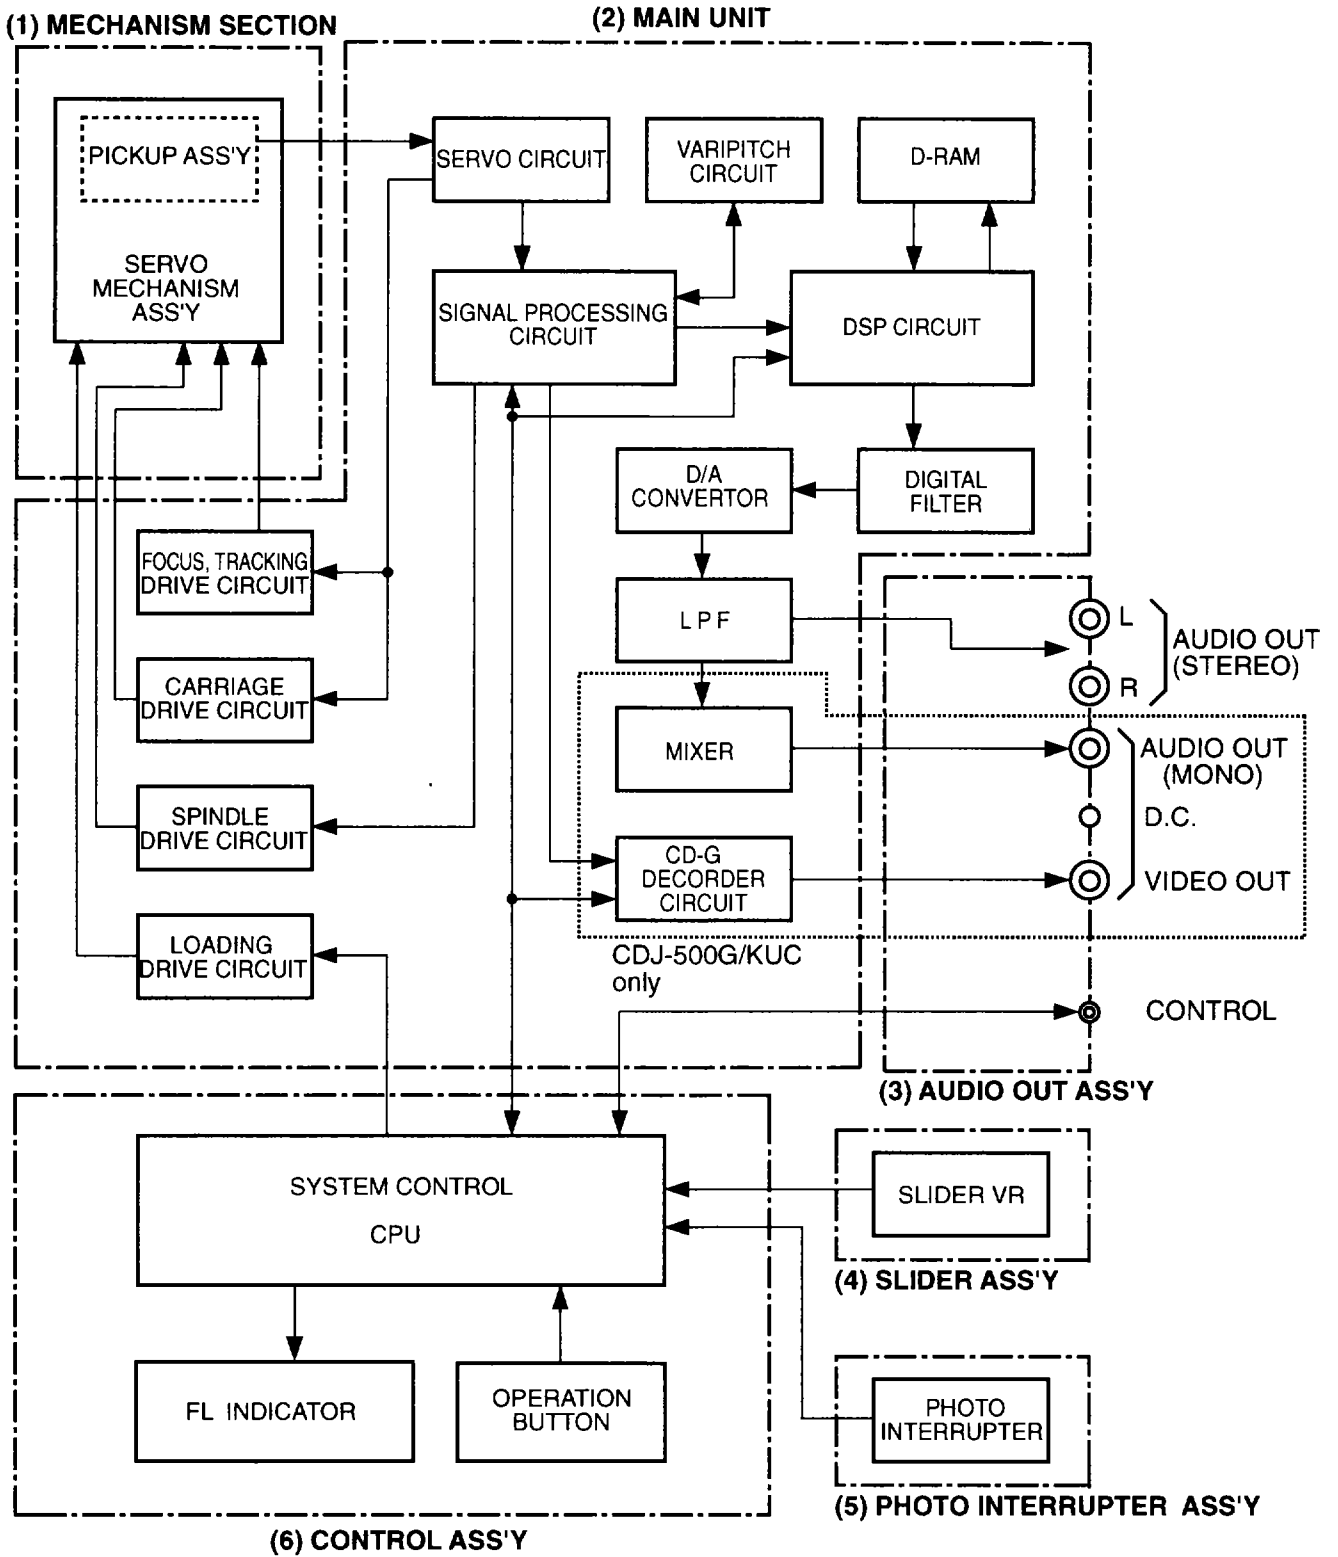 (1) MECHANISM SECTION
(2) MAIN UNIT
PICKUP ASS'Y
SERVO
MECHANISM
ASS'Y
SERVO CIRCUIT
VARIPITCH
CIRCUIT
D-RAM
SIGNAL PROCESSING
CIRCUIT
DSP CIRCUIT
D/A
CONVERTOR
DIGITAL
FILTER
FOCUS, TRACKING
DRIVE CIRCUIT
L P F
L
R
AUDIO OUT
(STEREO)
CARRIAGE
DRIVE CIRCUIT
MIXER
AUDIO OUT
(MONO)
D.C.
VIDEO OUT
SPINDLE
DRIVE CIRCUIT
CD-G
DECORDER
CIRCUIT
LOADING
DRIVE CIRCUIT
CDJ-500G/KUC
only
CONTROL
(3) AUDIO OUT ASS'Y
SYSTEM CONTROL
CPU
SLIDER VR
(4) SLIDER ASS'Y
FL INDICATOR
OPERATION
BUTTON
PHOTO
INTERRUPTER
(5) PHOTO INTERRUPTER ASS'Y
(6) CONTROL ASS'Y